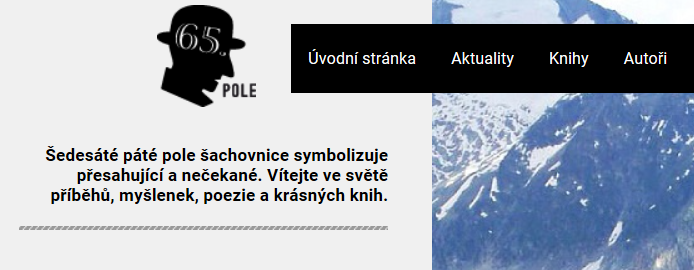 65.
POLE
Úvodní stránka Aktuality Knihy Autoři
Šedesáté páté pole šachovnice symbolizuje
přesahující a nečekané. Vítejte ve světě
příběhů, myšlenek, poezie a krásných knih.